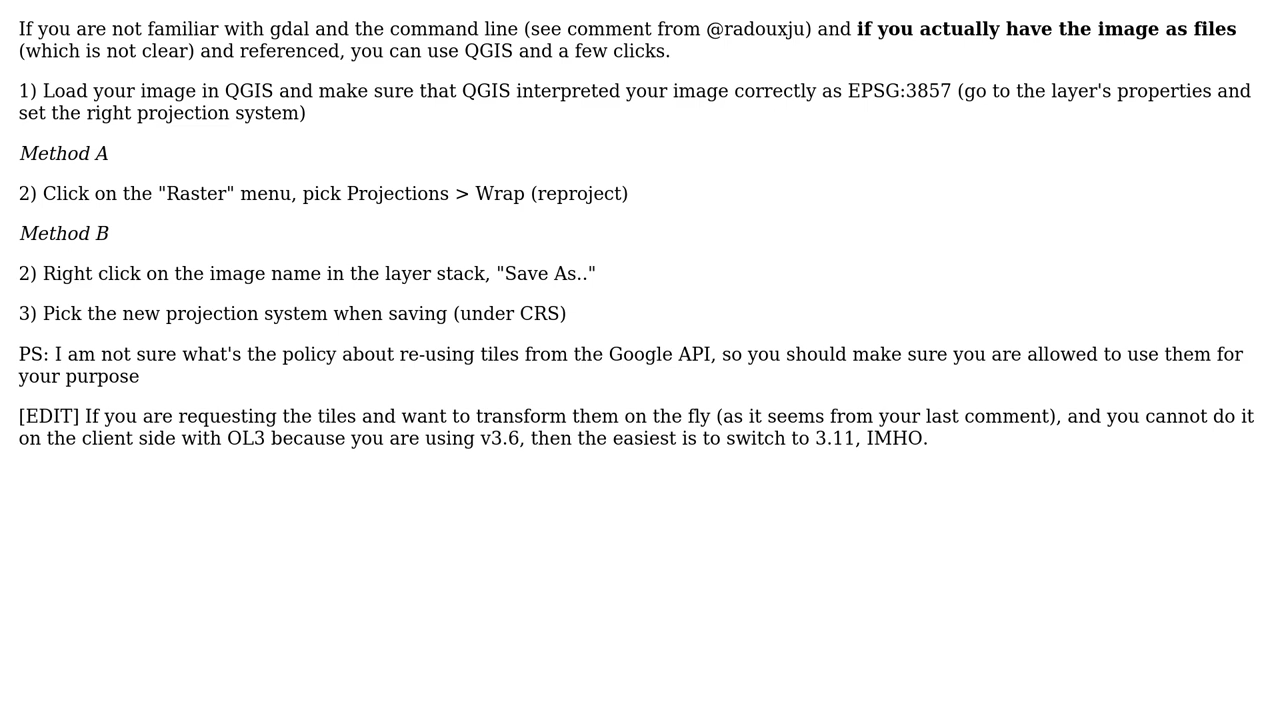 If you are not familiar with gdal and the command line (see comment from @radouxju) and if you actually have the image as files
(which is not clear) and referenced, you can use QGIS and a few clicks.
1) Load your image in QGIS and make sure that QGIS interpreted your image correctly as EPSG:3857 (go to the layer's properties and
set the right projection system)
Method A
2) Click on the "Raster" menu, pick Projections > Wrap (reproject)
Method B
2) Right click on the image name in the layer stack, "Save As.."
3) Pick the new projection system when saving (under CRS)
PS: I am not sure what's the policy about re-using tiles from the Google API, so you should make sure you are allowed to use them for
your purpose
[EDIT] If you are requesting the tiles and want to transform them on the fly (as it seems from your last comment), and you cannot do it
on the client side with OL3 because you are using v3.6, then the easiest is to switch to 3.11, IMHO.